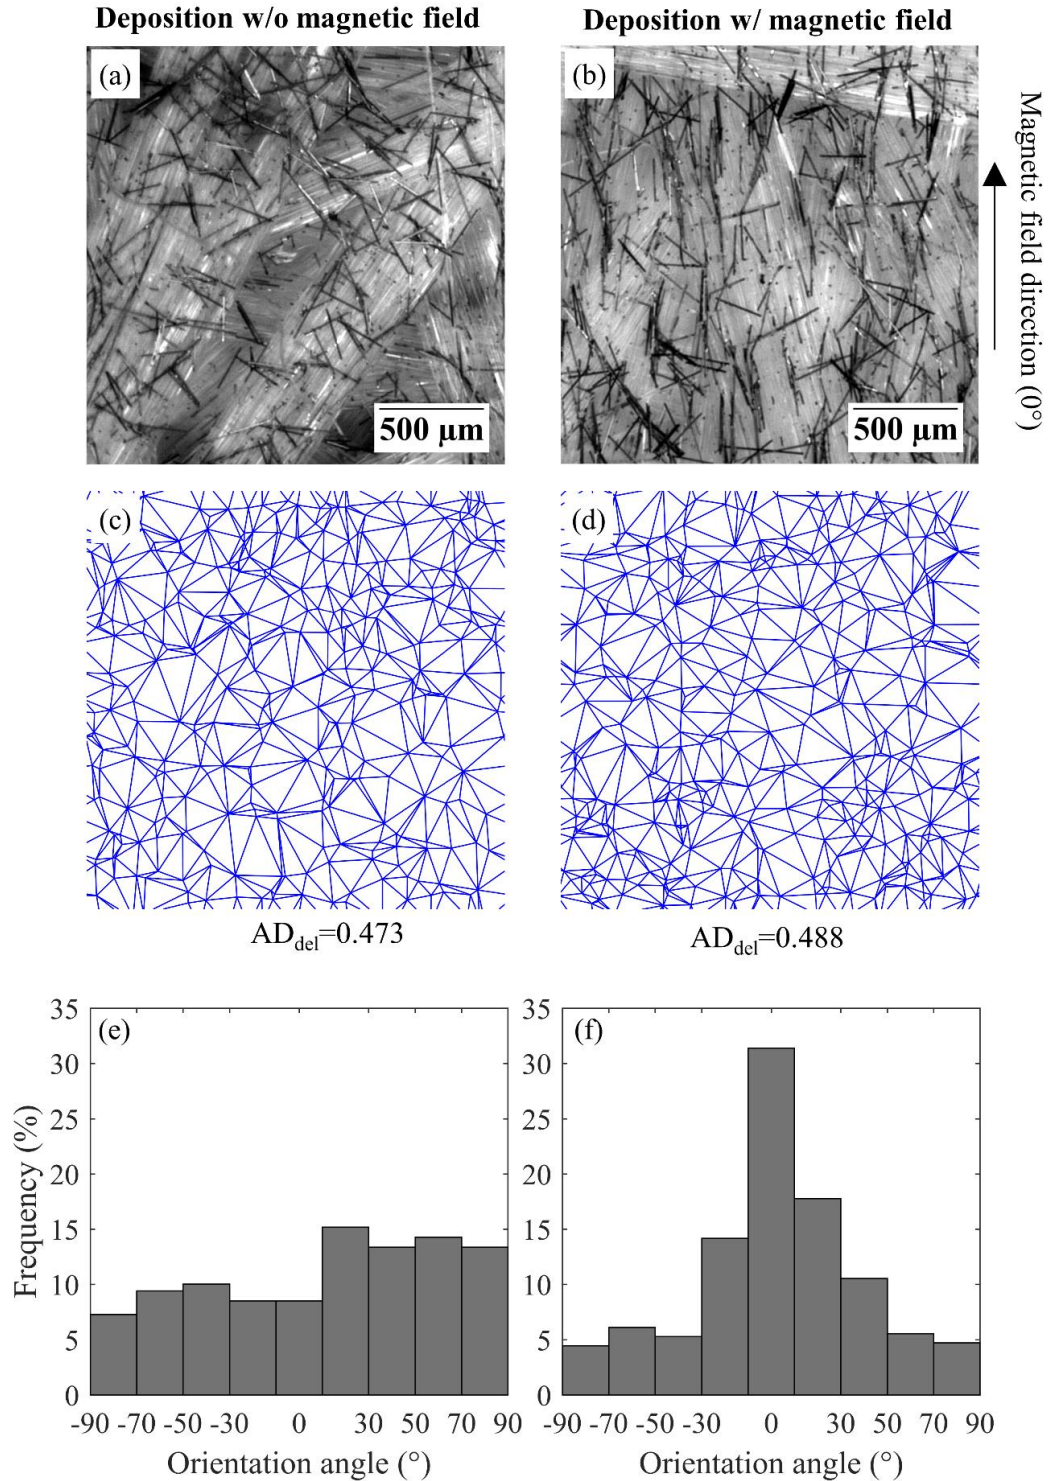 Deposition w/o magnetic field
Deposition w/ magnetic field
(a)
500 µm
(b)
500 µm
Magnetic field direction (0°)
(c)
(d)
AD_del=0.473
AD_del=0.488
(e)
35
30
25
20
15
10
5
0
Frequency (%)
-90 -70 -50 -30 0 30 50 70 90
Orientation angle (°)
(f)
35
30
25
20
15
10
5
0
-90 -70 -50 -30 0 30 50 70 90
Orientation angle (°)